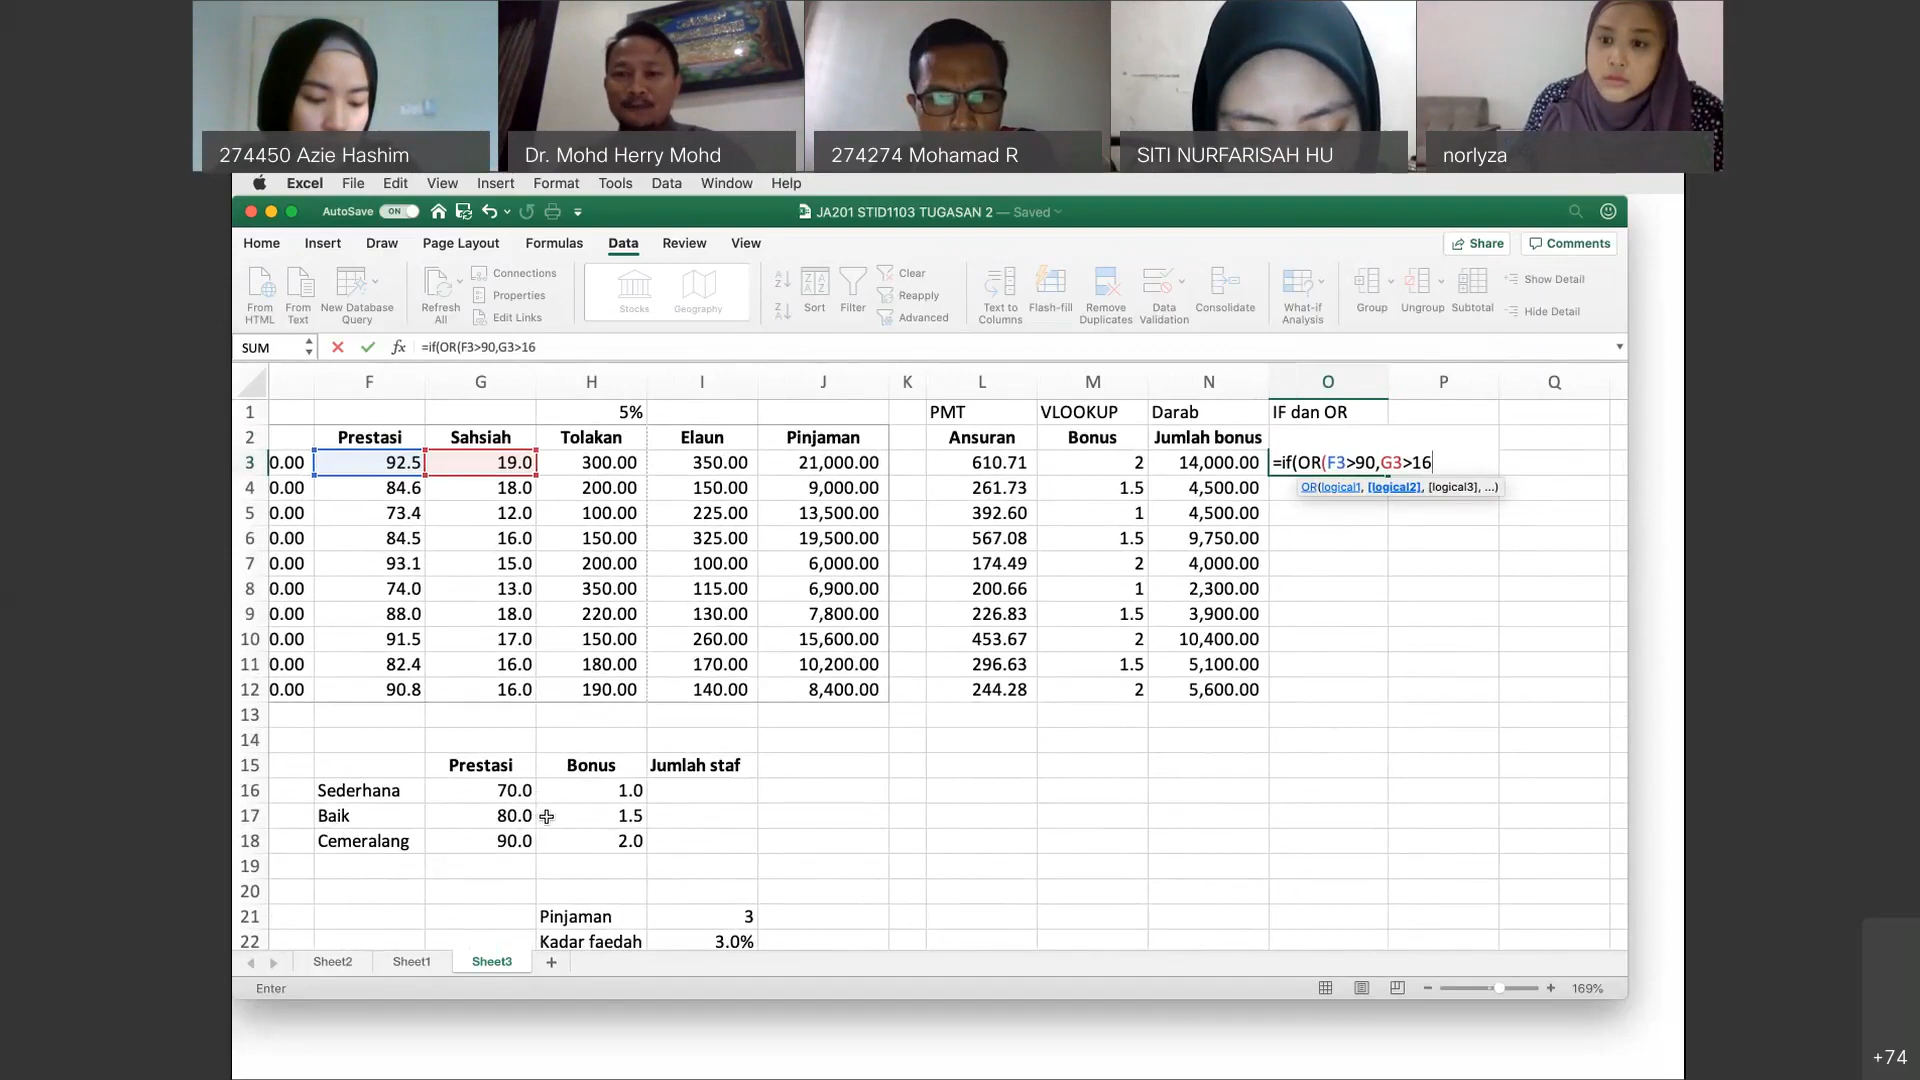 274450 Azie Hashim
Dr. Mohd Herry Mohd
274274 Mohamad R
SITI NURFARISAH HU
norlyza
Excel File Edit View Insert Format Tools Data Window Help
AutoSave ON
JA201 STID1103 TUGASAN 2 — Saved
Home Insert Draw Page Layout Formulas Data Review View
Share Comments
From HTML
From Text
New Database Query
Refresh All
Connections
Properties
Edit Links
Stocks
Geography
Sort
Filter
Clear
Reapply
Advanced
Text to Columns
Flash-fill
Remove Duplicates
Data Validation
Consolidate
What-if Analysis
Group
Ungroup
Subtotal
Show Detail
Hide Detail
SUM fx =if(OR(F3>90,G3>16
F G H I J K L M N O P Q
1 5% PMT VLOOKUP Darab IF dan OR
2 Prestasi Sahsiah Tolakan Elaun Pinjaman Ansuran Bonus Jumlah bonus
3 0.00 92.5 19.0 300.00 350.00 21,000.00 610.71 2 14,000.00 =if(OR(F3>90,G3>16
OR(logical1, [logical2], [logical3], ...)
4 0.00 84.6 18.0 200.00 150.00 9,000.00 261.73 1.5 4,500.00
5 0.00 73.4 12.0 100.00 225.00 13,500.00 392.60 1 4,500.00
6 0.00 84.5 16.0 150.00 325.00 19,500.00 567.08 1.5 9,750.00
7 0.00 93.1 15.0 200.00 100.00 6,000.00 174.49 2 4,000.00
8 0.00 74.0 13.0 350.00 115.00 6,900.00 200.66 1 2,300.00
9 0.00 88.0 18.0 220.00 130.00 7,800.00 226.83 1.5 3,900.00
10 0.00 91.5 17.0 150.00 260.00 15,600.00 453.67 2 10,400.00
11 0.00 82.4 16.0 180.00 170.00 10,200.00 296.63 1.5 5,100.00
12 0.00 90.8 16.0 190.00 140.00 8,400.00 244.28 2 5,600.00
13
14
15 Prestasi Bonus Jumlah staf
16 Sederhana 70.0 1.0
17 Baik 80.0 1.5
18 Cemeralang 90.0 2.0
19
20
21 Pinjaman 3
22 Kadar faedah 3.0%
Sheet2 Sheet1 Sheet3
Enter 169%
+74